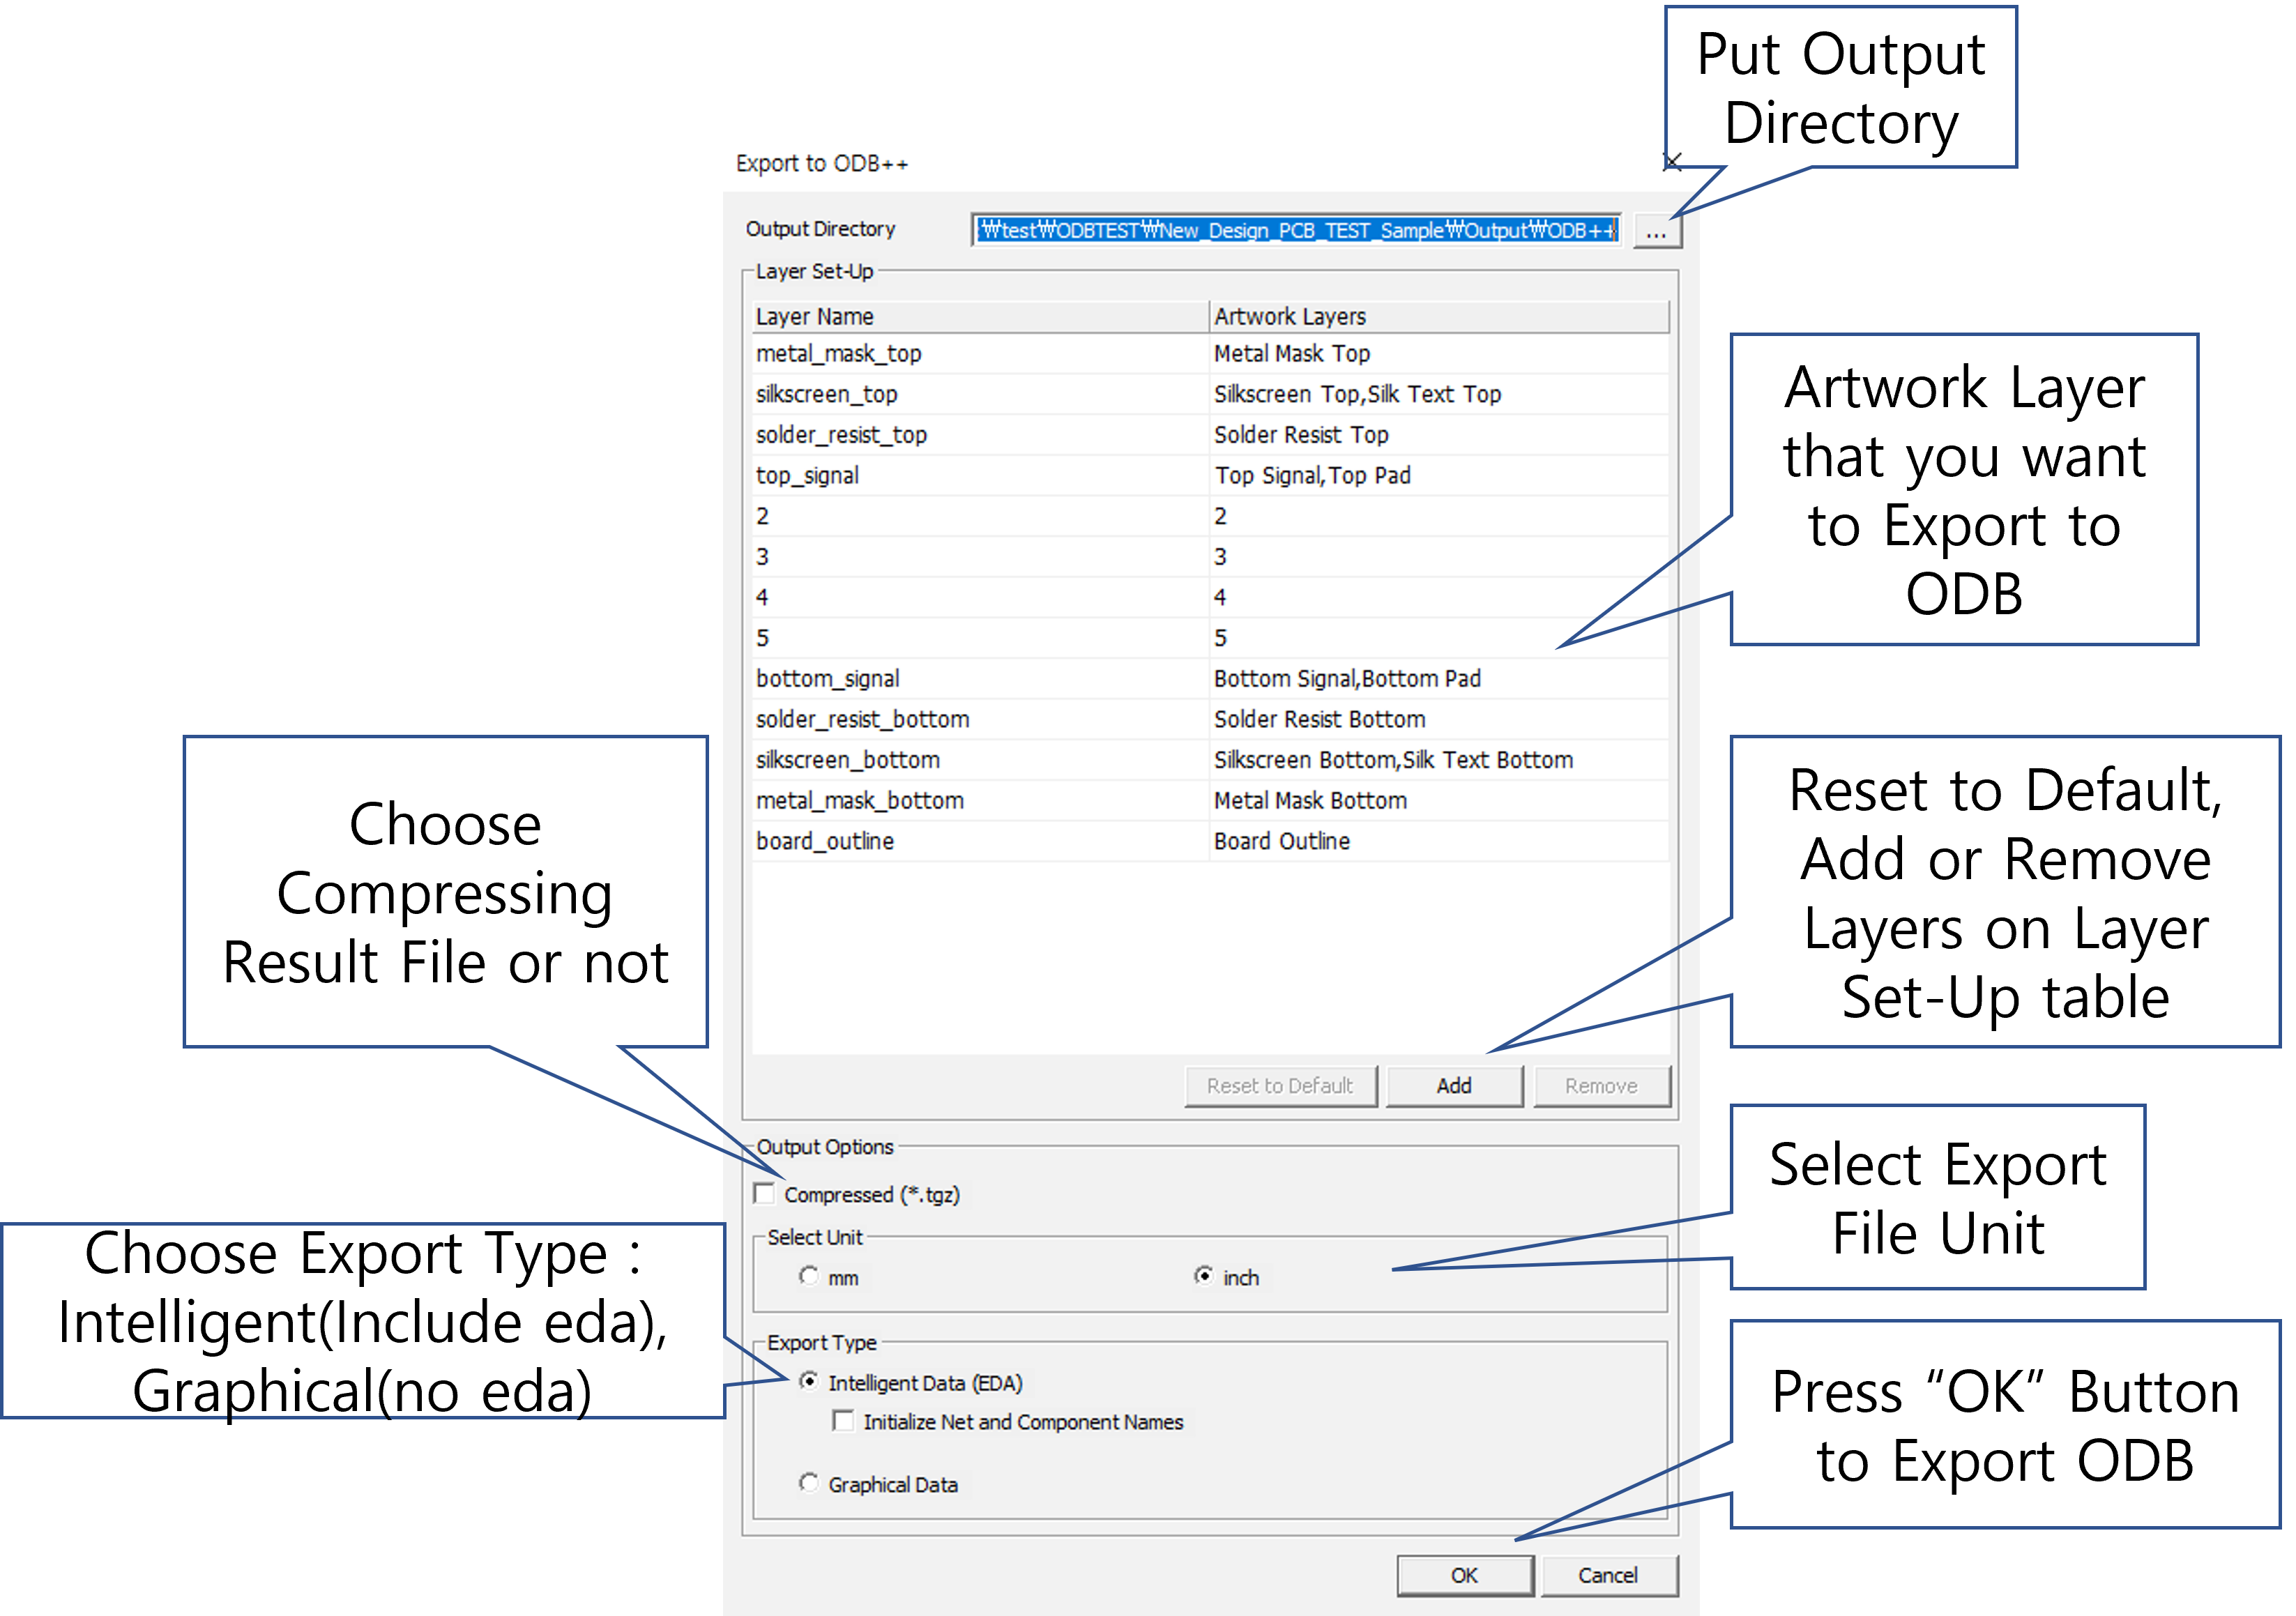 Put Output
Directory
Export to ODB++
Output Directory
:₩test₩ODBTEST₩New_Design_PCB_TEST_Sample₩Output₩ODB++
...
Layer Set-Up
Layer Name Artwork Layers
metal_mask_top Metal Mask Top
silkscreen_top Silkscreen Top,Silk Text Top
solder_resist_top Solder Resist Top
top_signal Top Signal,Top Pad
2 2
3 3
4 4
5 5
bottom_signal Bottom Signal,Bottom Pad
solder_resist_bottom Solder Resist Bottom
silkscreen_bottom Silkscreen Bottom,Silk Text Bottom
metal_mask_bottom Metal Mask Bottom
board_outline Board Outline
Artwork Layer
that you want
to Export to
ODB
Reset to Default Add Remove
Reset to Default,
Add or Remove
Layers on Layer
Set-Up table
Choose
Compressing
Result File or not
Output Options
Compressed (*.tgz)
Select Unit
mm inch
Select Export
File Unit
Choose Export Type :
Intelligent(Include eda),
Graphical(no eda)
Export Type
Intelligent Data (EDA)
Initialize Net and Component Names
Graphical Data
Press “OK” Button
to Export ODB
OK Cancel